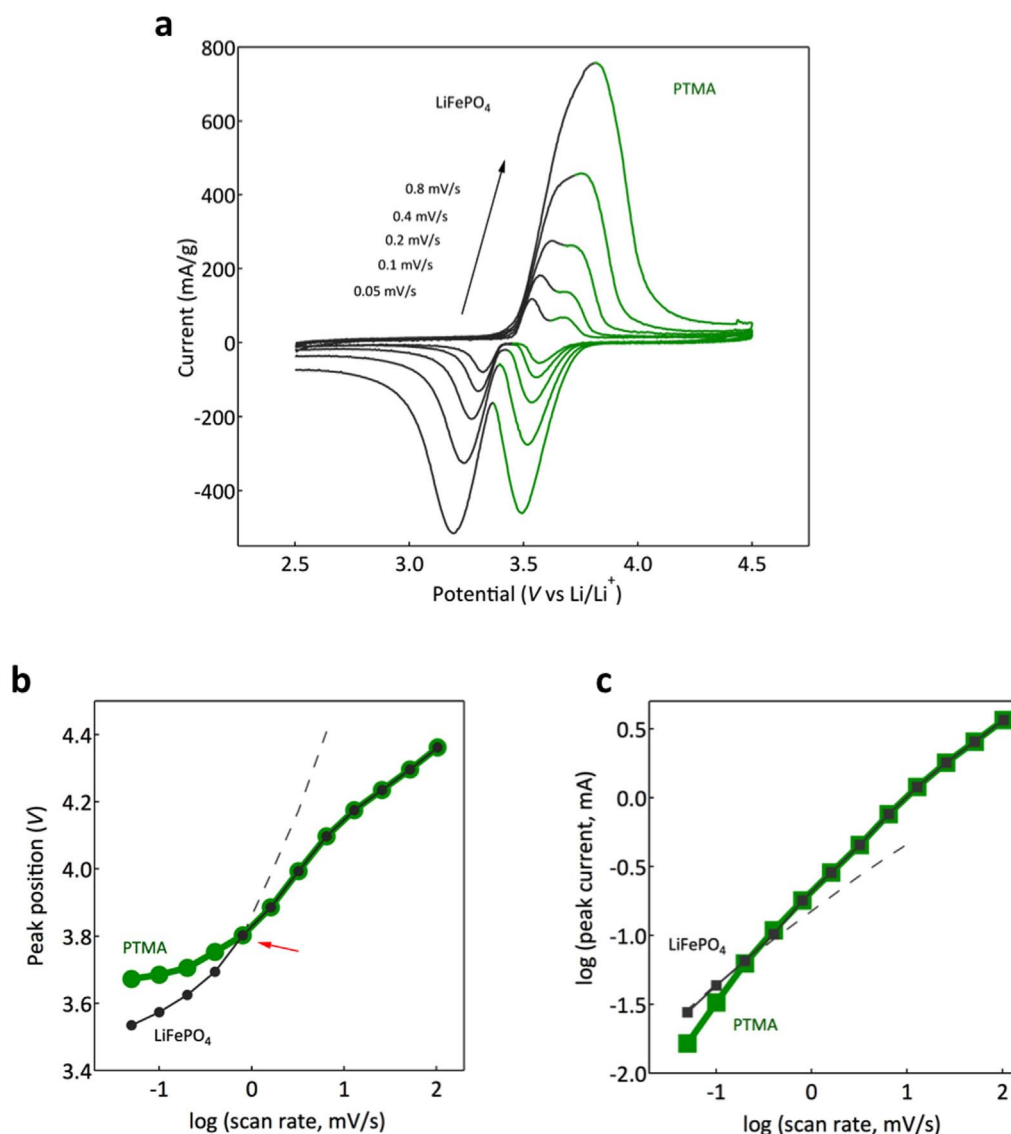 a
800
600
400
200
0
-200
-400
Current (mA/g)
LiFePO4
PTMA
0.8 mV/s
0.4 mV/s
0.2 mV/s
0.1 mV/s
0.05 mV/s
2.5 3.0 3.5 4.0 4.5
Potential (V vs Li/Li+)
b
4.4
4.2
4.0
3.8
3.6
3.4
Peak position (V)
PTMA
LiFePO4
-1 0 1 2
log (scan rate, mV/s)
c
0.5
0.0
-0.5
-1.0
-1.5
-2.0
log (peak current, mA)
LiFePO4
PTMA
-1 0 1 2
log (scan rate, mV/s)